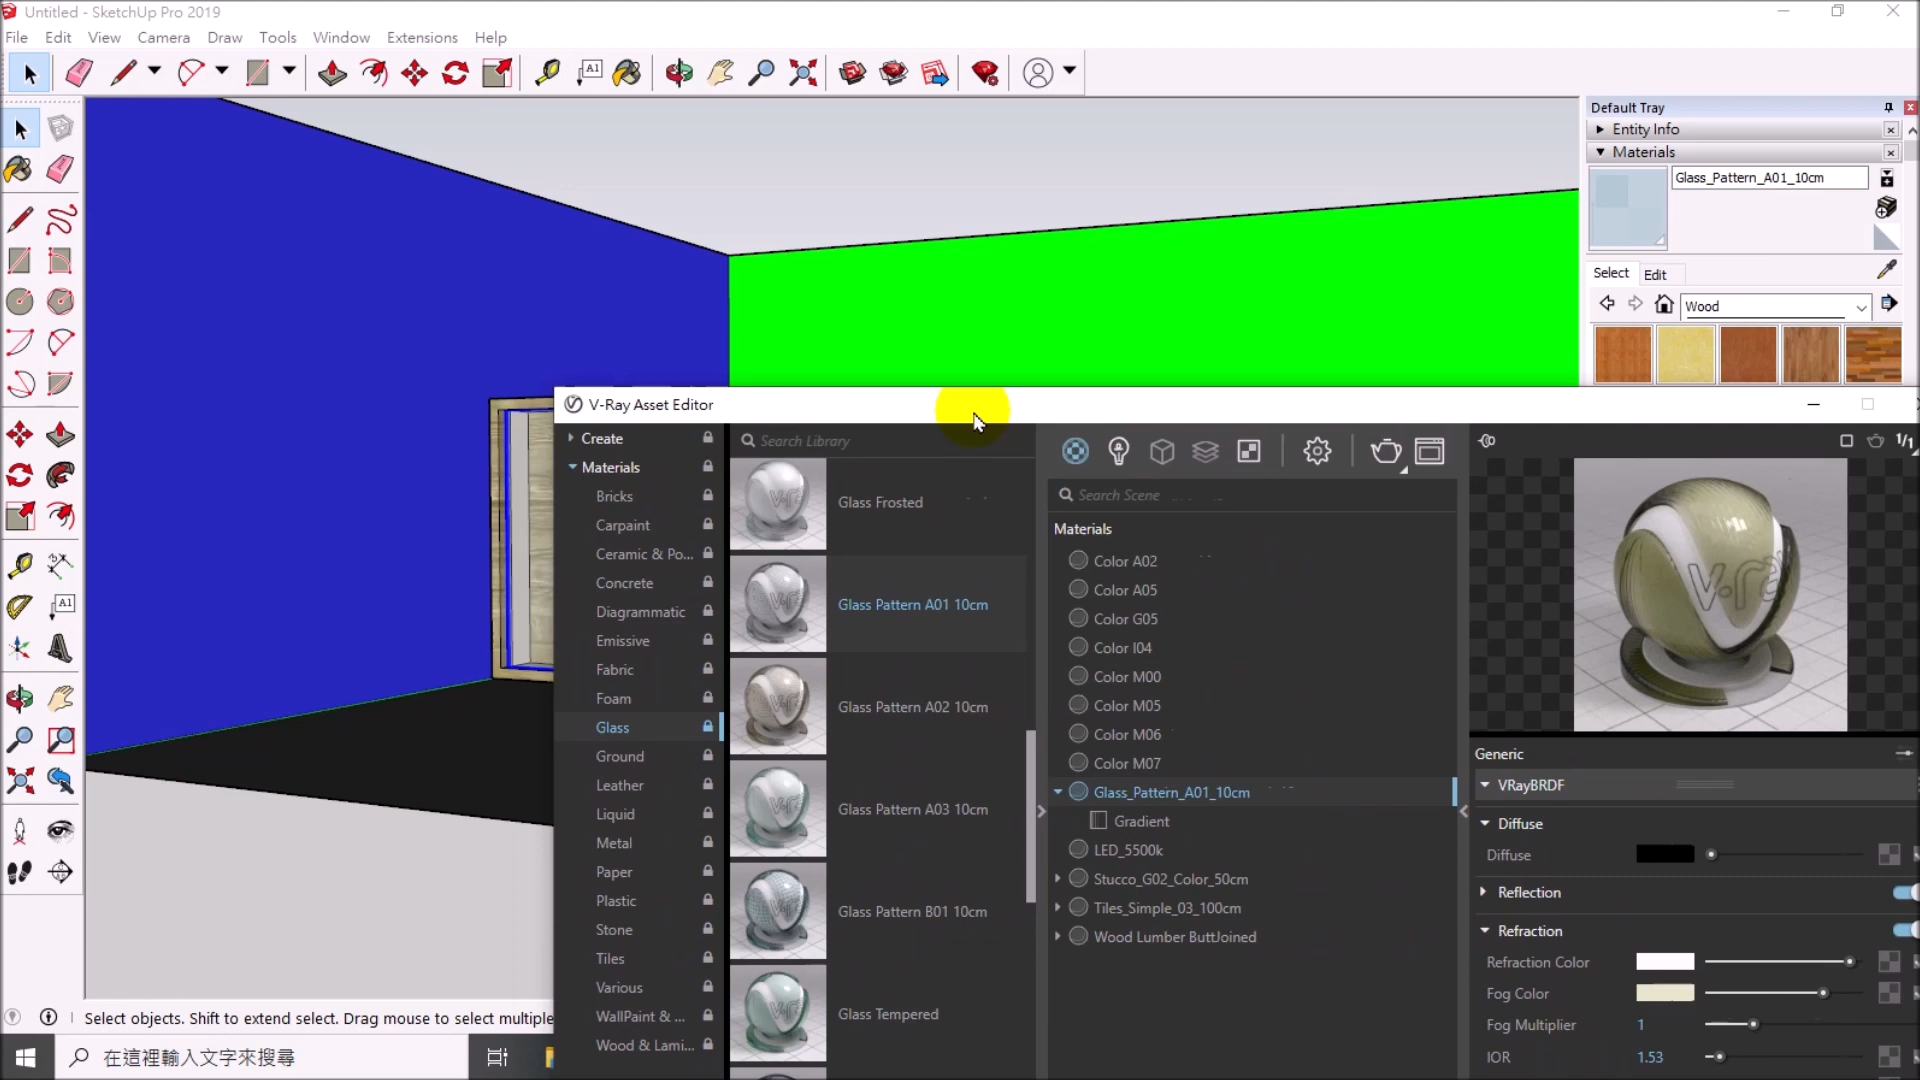 Untitled - SketchUp Pro 2019
File Edit View Camera Draw Tools Window Extensions Help
A1
Default Tray
Entity Info
Materials
Glass_Pattern_A01_10cm
Select Edit
Wood
A1
V-Ray Asset Editor
Create
Materials
Bricks
Carpaint
Ceramic & Po...
Concrete
Diagrammatic
Emissive
Fabric
Foam
Glass
Ground
Leather
Liquid
Metal
Paper
Plastic
Stone
Tiles
Various
WallPaint & ...
Wood & Lami...
Search Library
Glass Frosted
Glass Pattern A01 10cm
Glass Pattern A02 10cm
Glass Pattern A03 10cm
Glass Pattern B01 10cm
Glass Tempered
Search Scene
Materials
Color A02
Color A05
Color G05
Color I04
Color M00
Color M05
Color M06
Color M07
Glass_Pattern_A01_10cm
Gradient
LED_5500k
Stucco_G02_Color_50cm
Tiles_Simple_03_100cm
Wood Lumber ButtJoined
1/1
v-ra
Generic
VRayBRDF
Diffuse
Diffuse
Reflection
Refraction
Refraction Color
Fog Color
Fog Multiplier 1
IOR 1.53
Select objects. Shift to extend select. Drag mouse to select multiple
在這裡輸入文字來搜尋